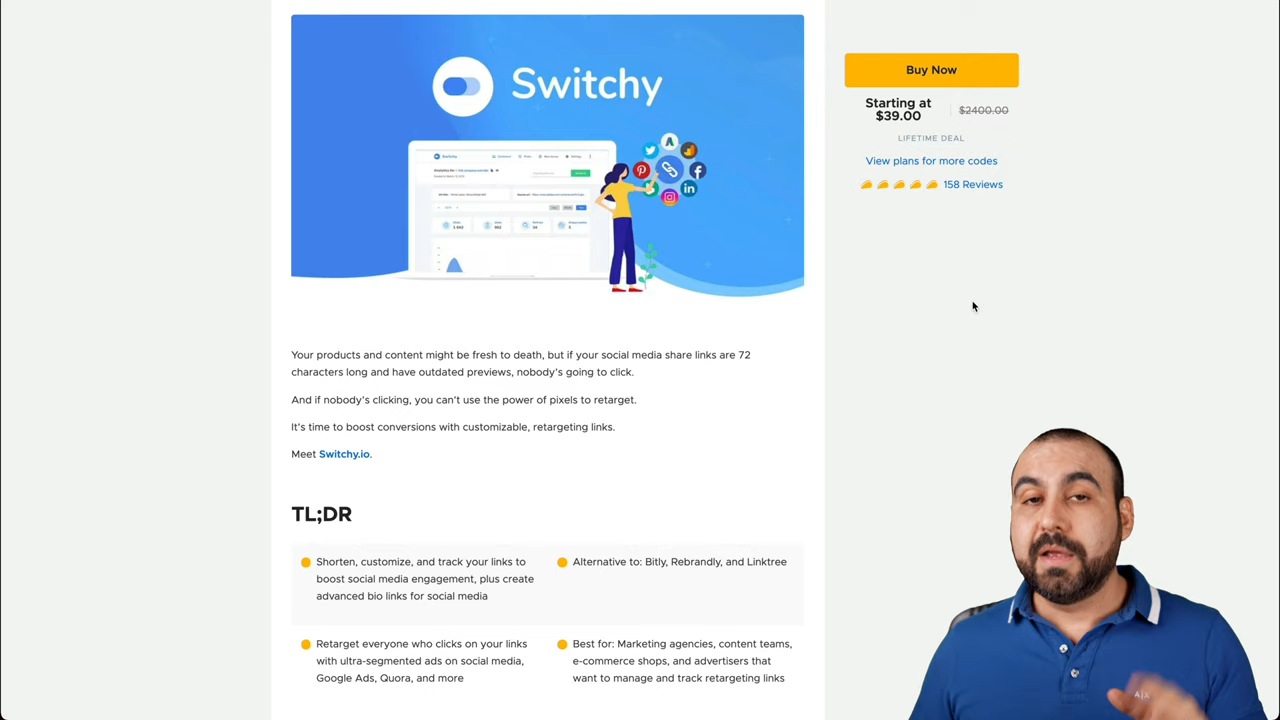 Switchy
Buy Now
Starting at
$39.00
$2400.00
LIFETIME DEAL
View plans for more codes
158 Reviews
Your products and content might be fresh to death, but if your social media share links are 72
characters long and have outdated previews, nobody's going to click.
And if nobody's clicking, you can't use the power of pixels to retarget.
It's time to boost conversions with customizable, retargeting links.
Meet Switchy.io.
TL;DR
Shorten, customize, and track your links to
boost social media engagement, plus create
advanced bio links for social media
Alternative to: Bitly, Rebrandly, and Linktree
Retarget everyone who clicks on your links
with ultra-segmented ads on social media,
Google Ads, Quora, and more
Best for: Marketing agencies, content teams,
e-commerce shops, and advertisers that
want to manage and track retargeting links